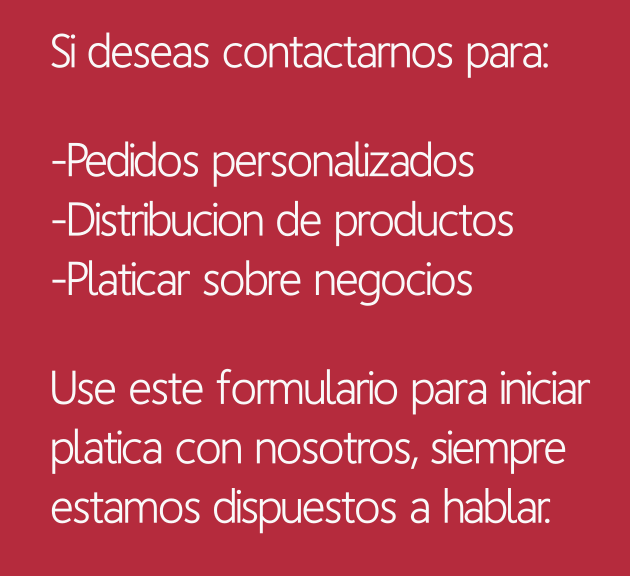 Si deseas contactarnos para:
-Pedidos personalizados
-Distribucion de productos
-Platicar sobre negocios
Use este formulario para iniciar
platica con nosotros, siempre
estamos dispuestos a hablar.